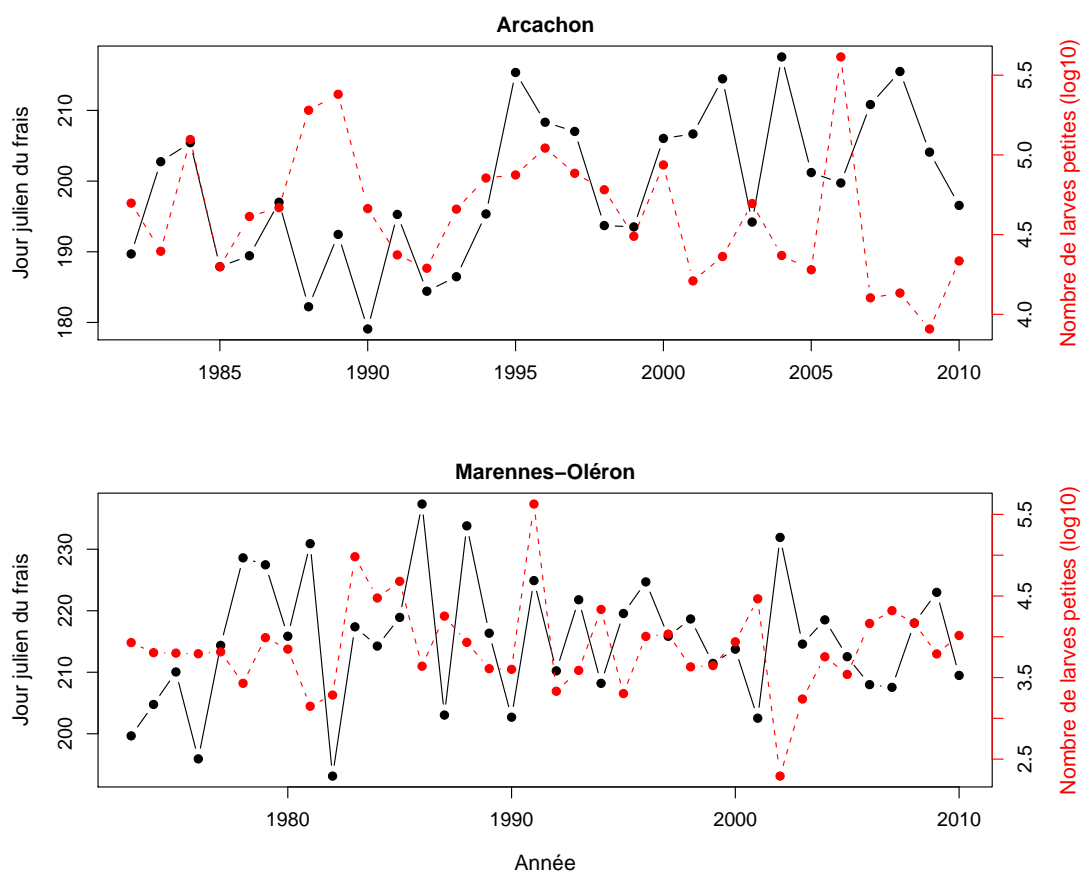 Arcachon
Jour julien du frais
180 190 200 210
4.0 4.5 5.0 5.5
Nombre de larves petites (log10)
1985 1990 1995 2000 2005 2010
Marennes−Oléron
Jour julien du frais
200 210 220 230
2.5 3.5 4.5 5.5
Nombre de larves petites (log10)
1980 1990 2000 2010
Année